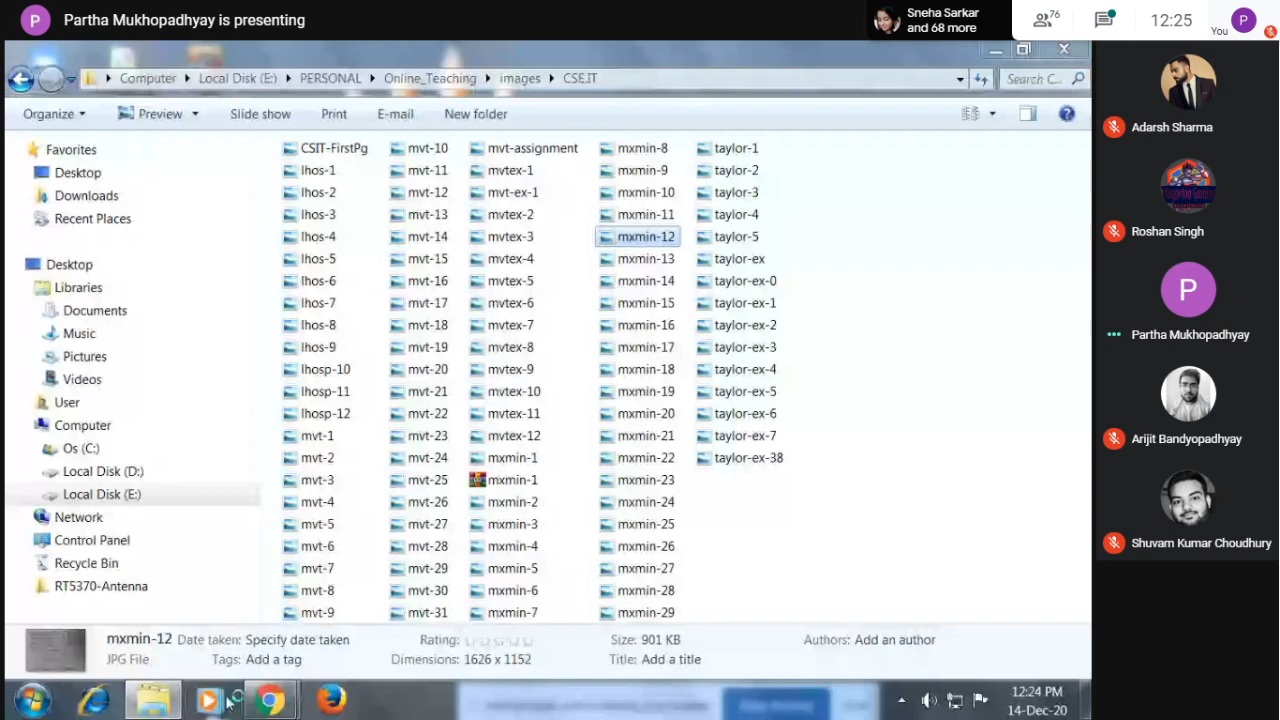 P Partha Mukhopadhyay is presenting
Sneha Sarkar
and 68 more
76
12:25
You
P
Computer Local Disk (E:) PERSONAL Online_Teaching images CSE.IT
Search C...
Organize Preview Slide show Print E-mail New folder
Favorites
Desktop
Downloads
Recent Places
Desktop
Libraries
Documents
Music
Pictures
Videos
User
Computer
Os (C:)
Local Disk (D:)
Local Disk (E:)
Network
Control Panel
Recycle Bin
RT5370-Antenna
CSIT-FirstPg
lhos-1
lhos-2
lhos-3
lhos-4
lhos-5
lhos-6
lhos-7
lhos-8
lhos-9
lhosp-10
lhosp-11
lhosp-12
mvt-1
mvt-2
mvt-3
mvt-4
mvt-5
mvt-6
mvt-7
mvt-8
mvt-9
mvt-10
mvt-11
mvt-12
mvt-13
mvt-14
mvt-15
mvt-16
mvt-17
mvt-18
mvt-19
mvt-20
mvt-21
mvt-22
mvt-23
mvt-24
mvt-25
mvt-26
mvt-27
mvt-28
mvt-29
mvt-30
mvt-31
mvt-assignment
mvtex-1
mvt-ex-1
mvtex-2
mvtex-3
mvtex-4
mvtex-5
mvtex-6
mvtex-7
mvtex-8
mvtex-9
mvtex-10
mvtex-11
mvtex-12
mxmin-1
mxmin-1
mxmin-2
mxmin-3
mxmin-4
mxmin-5
mxmin-6
mxmin-7
mxmin-8
mxmin-9
mxmin-10
mxmin-11
mxmin-12
mxmin-13
mxmin-14
mxmin-15
mxmin-16
mxmin-17
mxmin-18
mxmin-19
mxmin-20
mxmin-21
mxmin-22
mxmin-23
mxmin-24
mxmin-25
mxmin-26
mxmin-27
mxmin-28
mxmin-29
taylor-1
taylor-2
taylor-3
taylor-4
taylor-5
taylor-ex
taylor-ex-0
taylor-ex-1
taylor-ex-2
taylor-ex-3
taylor-ex-4
taylor-ex-5
taylor-ex-6
taylor-ex-7
taylor-ex-38
mxmin-12 Date taken: Specify date taken Rating: Size: 901 KB Authors: Add an author
JPG File Tags: Add a tag Dimensions: 1626 x 1152 Title: Add a title
12:24 PM
14-Dec-20
Adarsh Sharma
Roshan Singh
P
Partha Mukhopadhyay
Arijit Bandyopadhyay
Shuvam Kumar Choudhury